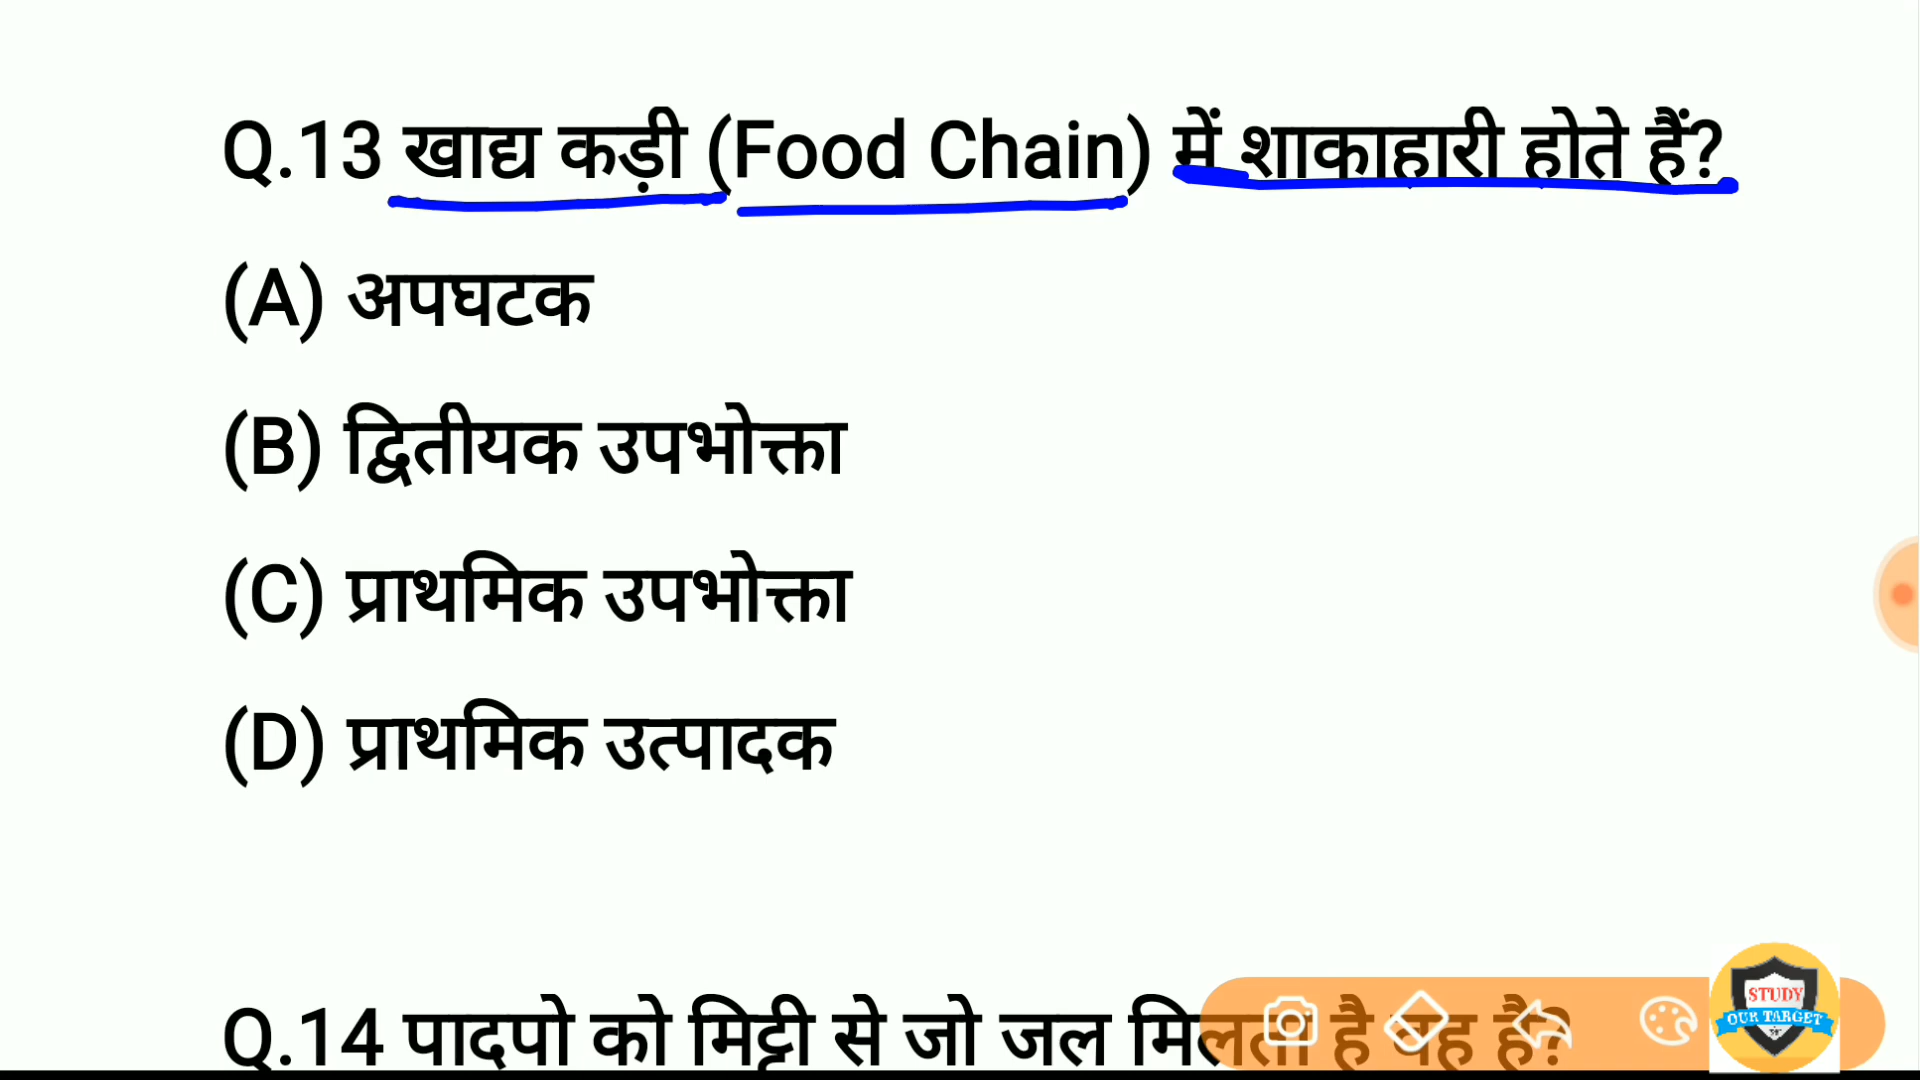 Q.13 खाद्य कड़ी (Food Chain) में शाकाहारी होते हैं?
(A) अपघटक
(B) द्वितीयक उपभोक्ता
(C) प्राथमिक उपभोक्ता
(D) प्राथमिक उत्पादक
Q.14 पादपो को मिट्टी से जो जल मिलता है वह है?
STUDY
OUR TARGET